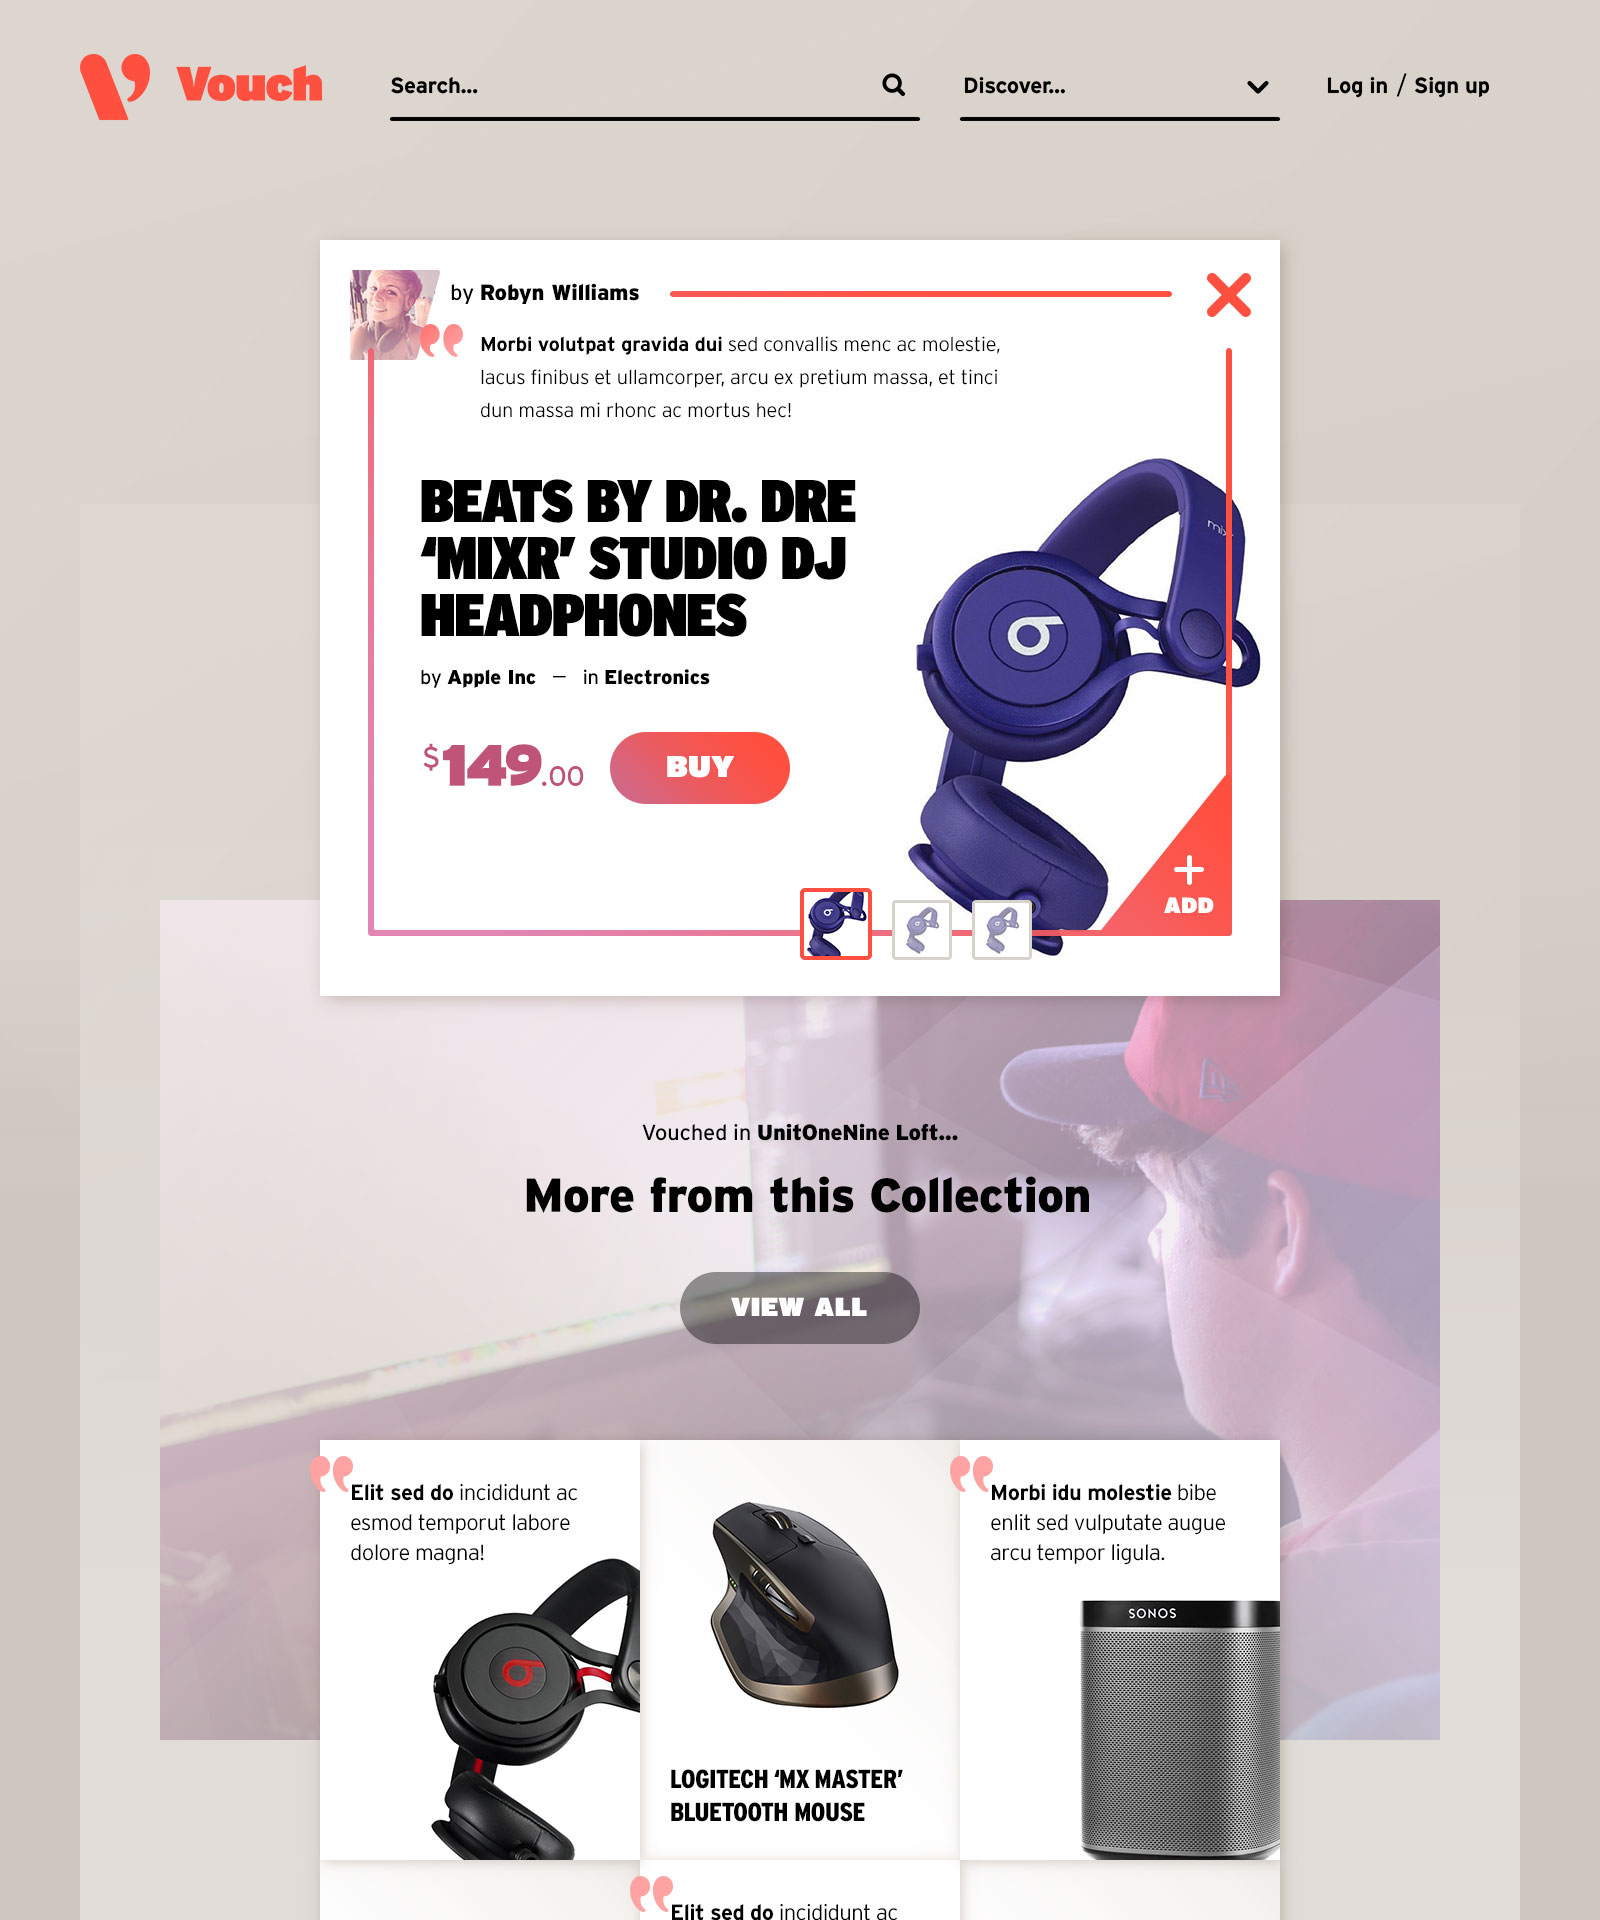 Vouch
Search...
Discover...
Log in / Sign up
by Robyn Williams
Morbi volutpat gravida dui sed convallis menc ac molestie,
lacus finibus et ullamcorper, arcu ex pretium massa, et tinci
dun massa mi rhonc ac mortus hec!
BEATS BY DR. DRE
‘MIXR’ STUDIO DJ
HEADPHONES
by Apple Inc — in Electronics
$149.00
BUY
ADD
Vouched in UnitOneNine Loft...
More from this Collection
VIEW ALL
Elit sed do incididunt ac
esmod temporut labore
dolore magna!
LOGITECH ‘MX MASTER’
BLUETOOTH MOUSE
Morbi idu molestie bibe
enlit sed vulputate augue
arcu tempor ligula.
SONOS
Elit sed do incididunt ac